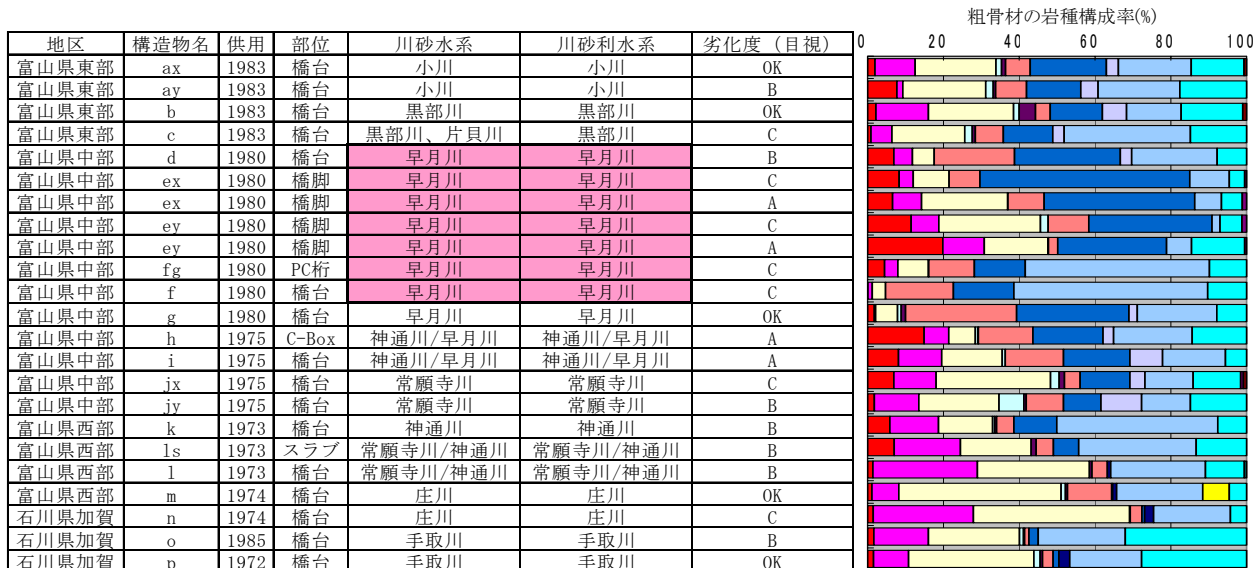 粗骨材の岩種構成率(%)
地区 構造物名 供用 部位 川砂水系 川砂利水系 劣化度（目視） 0 20 40 60 80 100
富山県東部 ax 1983 橋台 小川 小川 OK
富山県東部 ay 1983 橋台 小川 小川 B
富山県東部 b 1983 橋台 黒部川 黒部川 OK
富山県東部 c 1983 橋台 黒部川、片貝川 黒部川 C
富山県中部 d 1980 橋台 早月川 早月川 B
富山県中部 ex 1980 橋脚 早月川 早月川 C
富山県中部 ex 1980 橋脚 早月川 早月川 A
富山県中部 ey 1980 橋脚 早月川 早月川 C
富山県中部 ey 1980 橋脚 早月川 早月川 A
富山県中部 fg 1980 PC桁 早月川 早月川 C
富山県中部 f 1980 橋台 早月川 早月川 C
富山県中部 g 1980 橋台 早月川 早月川 OK
富山県中部 h 1975 C-Box 神通川/早月川 神通川/早月川 A
富山県中部 i 1975 橋台 神通川/早月川 神通川/早月川 A
富山県中部 jx 1975 橋台 常願寺川 常願寺川 C
富山県中部 jy 1975 橋台 常願寺川 常願寺川 B
富山県西部 k 1973 橋台 神通川 神通川 B
富山県西部 ls 1973 スラブ 常願寺川/神通川 常願寺川/神通川 B
富山県西部 l 1973 橋台 常願寺川/神通川 常願寺川/神通川 B
富山県西部 m 1974 橋台 庄川 庄川 OK
石川県加賀 n 1974 橋台 庄川 庄川 C
石川県加賀 o 1985 橋台 手取川 手取川 B
石川県加賀 p 1972 橋台 手取川 手取川 OK